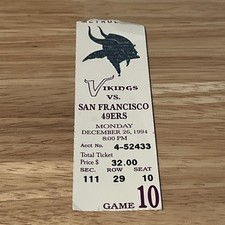 VIKINGS
VS.
SAN FRANCISCO
49ERS
MONDAY
DECEMBER 26, 1994
8:00 PM
Acct No. 4-52433
Total Ticket
Price $ 32.00
SEC. ROW SEAT
111 29 10
GAME 10